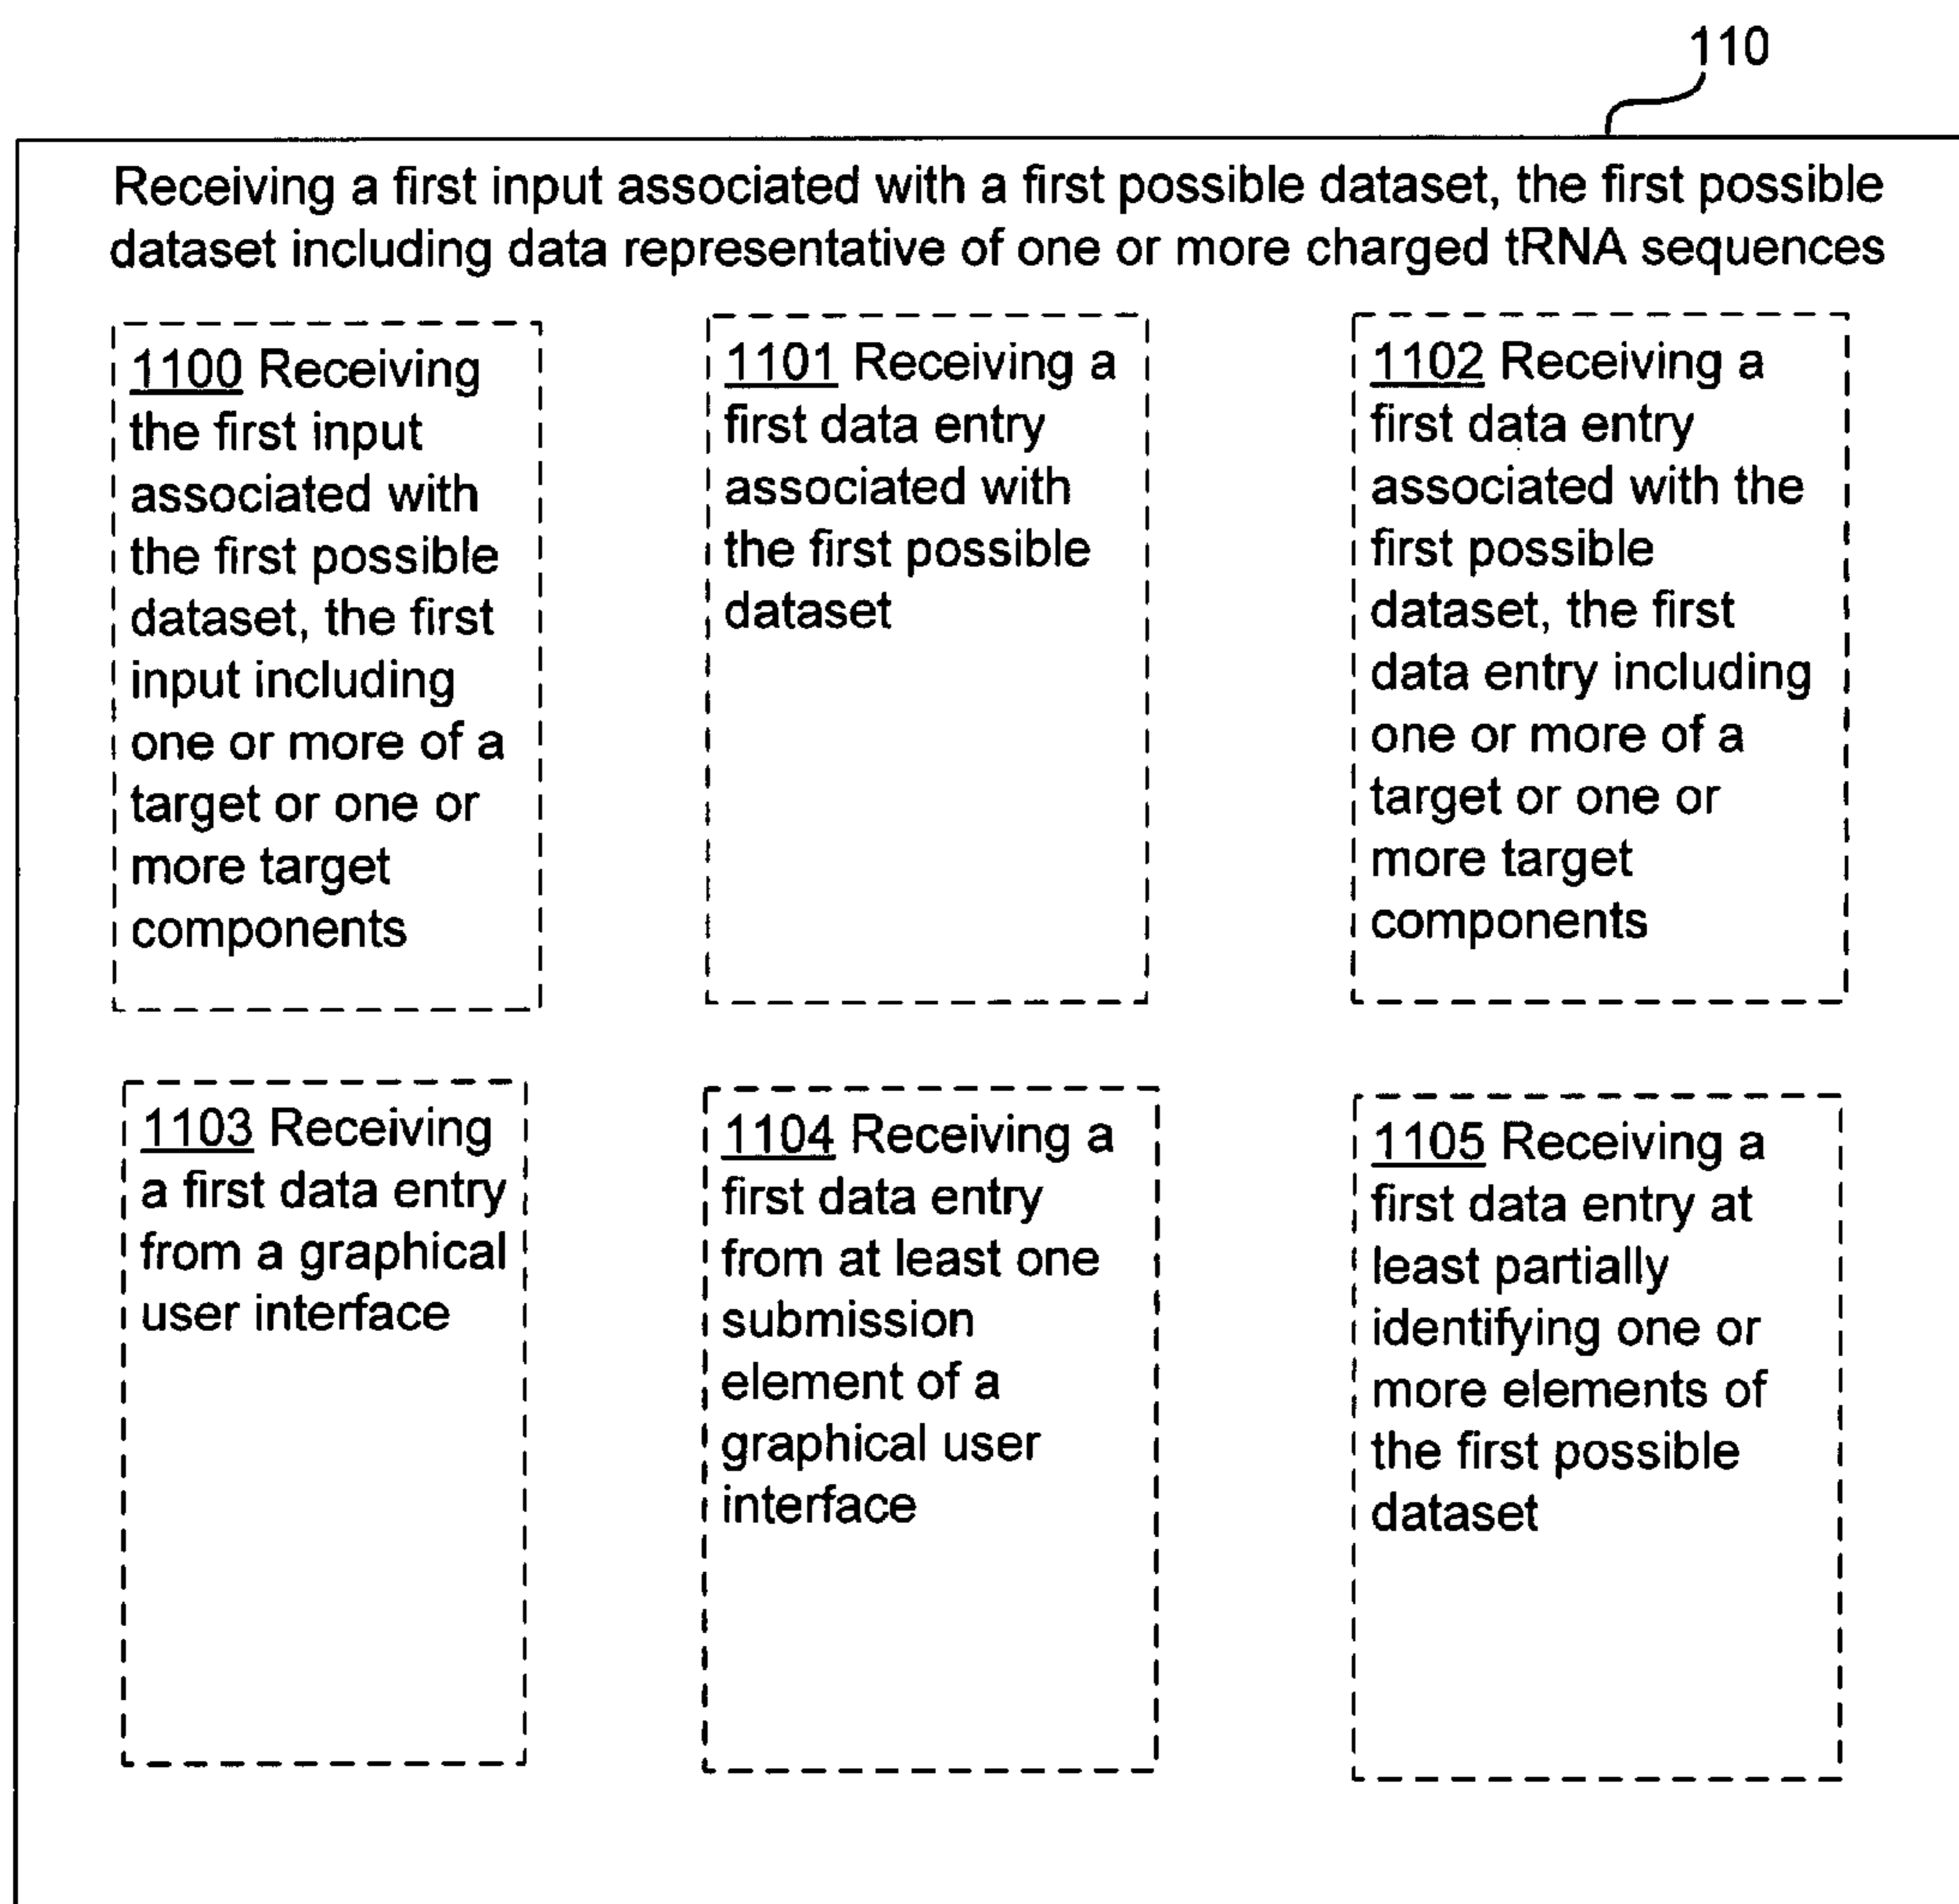 110
Receiving a first input associated with a first possible dataset, the first possible
dataset including data representative of one or more charged tRNA sequences
1100 Receiving
the first input
associated with
the first possible
dataset, the first
input including
one or more of a
target or one or
more target
components
1101 Receiving a
first data entry
associated with
the first possible
dataset
1102 Receiving a
first data entry
associated with the
first possible
dataset, the first
data entry including
one or more of a
target or one or
more target
components
1103 Receiving
a first data entry
from a graphical
user interface
1104 Receiving a
first data entry
from at least one
submission
element of a
graphical user
interface
1105 Receiving a
first data entry at
least partially
identifying one or
more elements of
the first possible
dataset